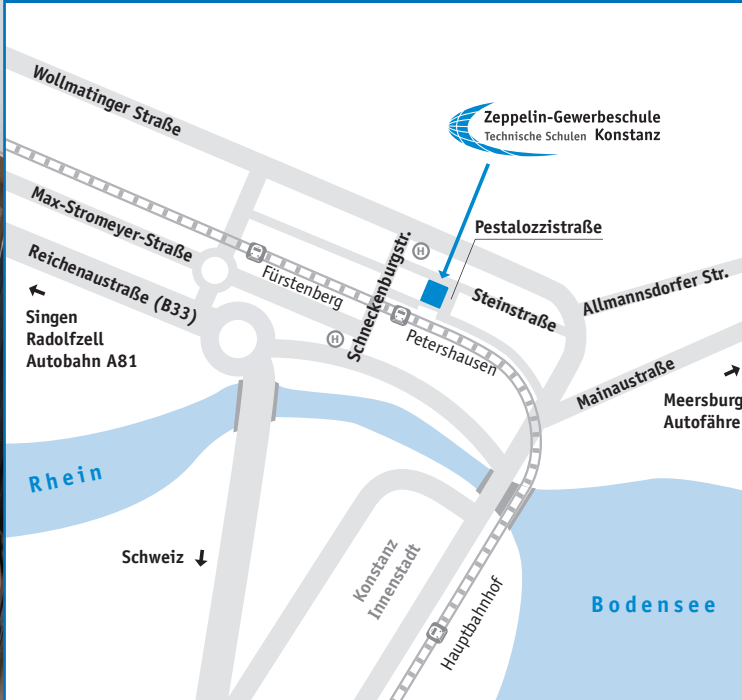 Wollmatinger Straße
Zeppelin-Gewerbeschule
Technische Schulen Konstanz
Max-Stromeyer-Straße
Pestalozzistraße
Reichenaustraße (B33)
Fürstenberg
Schneckenburgstr.
H
Steinstraße
Allmannsdorfer Str.
Singen
Radolfzell
Autobahn A81
H
Petershausen
Mainaustraße
Meersburg
Autofähre
Rhein
Schweiz
Konstanz
Innenstadt
Hauptbahnhof
Bodensee